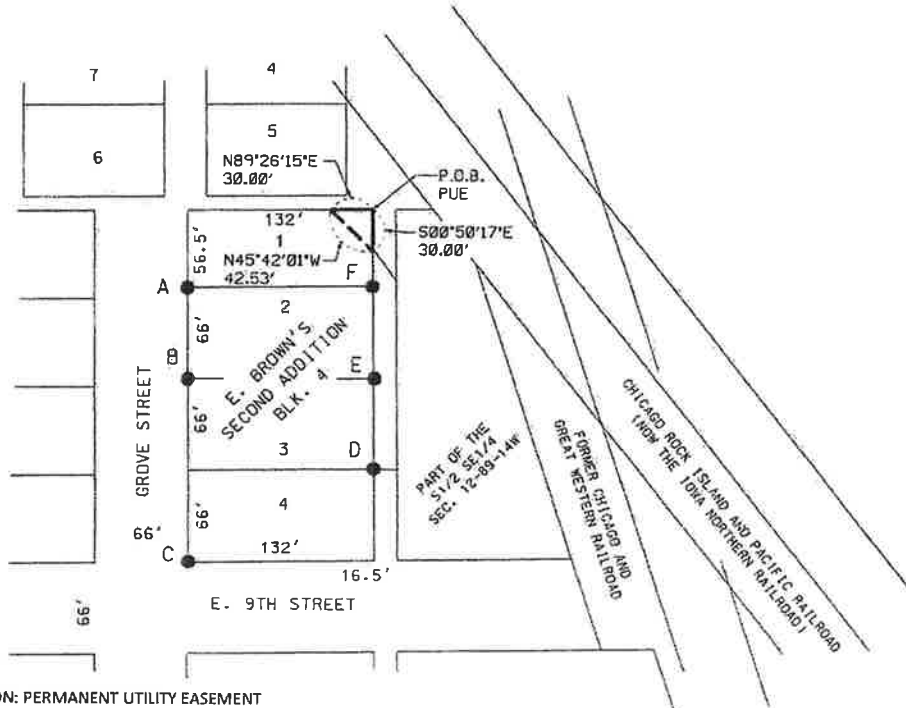 7
4
6
5
N89°26'15"E
30.00'
P.O.B.
PUE
132'
1
S00°50'17"E
30.00'
56.5'
N45°42'01"W
42.53'
A
F
2
66'
B
E
E. BROWN'S
SECOND ADDITION
BLK. 4
GROVE STREET
66'
3
D
PART OF THE
S1/2 SE1/4
SEC. 12-89-14W
FORMER CHICAGO AND
GREAT WESTERN RAILROAD
CHICAGO ROCK ISLAND AND PACIFIC RAILROAD
(NOW THE IOWA NORTHERN RAILROAD)
4
66'
66'
C
132'
16.5'
E. 9TH STREET
66'
ON: PERMANENT UTILITY EASEMENT